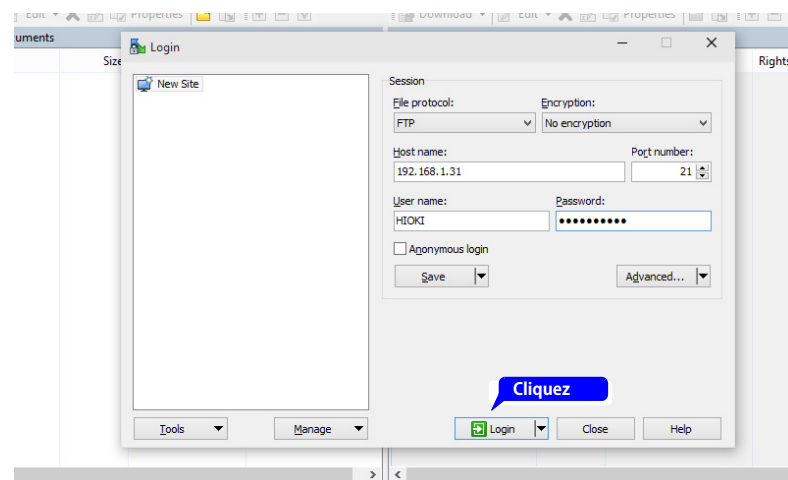 Edit Properties Download Edit Properties
uments
Size
Rights
Login
New Site
Session
File protocol:
Encryption:
FTP
No encryption
Host name:
Port number:
192.168.1.31
21
User name:
Password:
HIOKI
••••••••••
Anonymous login
Save
Advanced...
Cliquez
Tools
Manage
Login
Close
Help